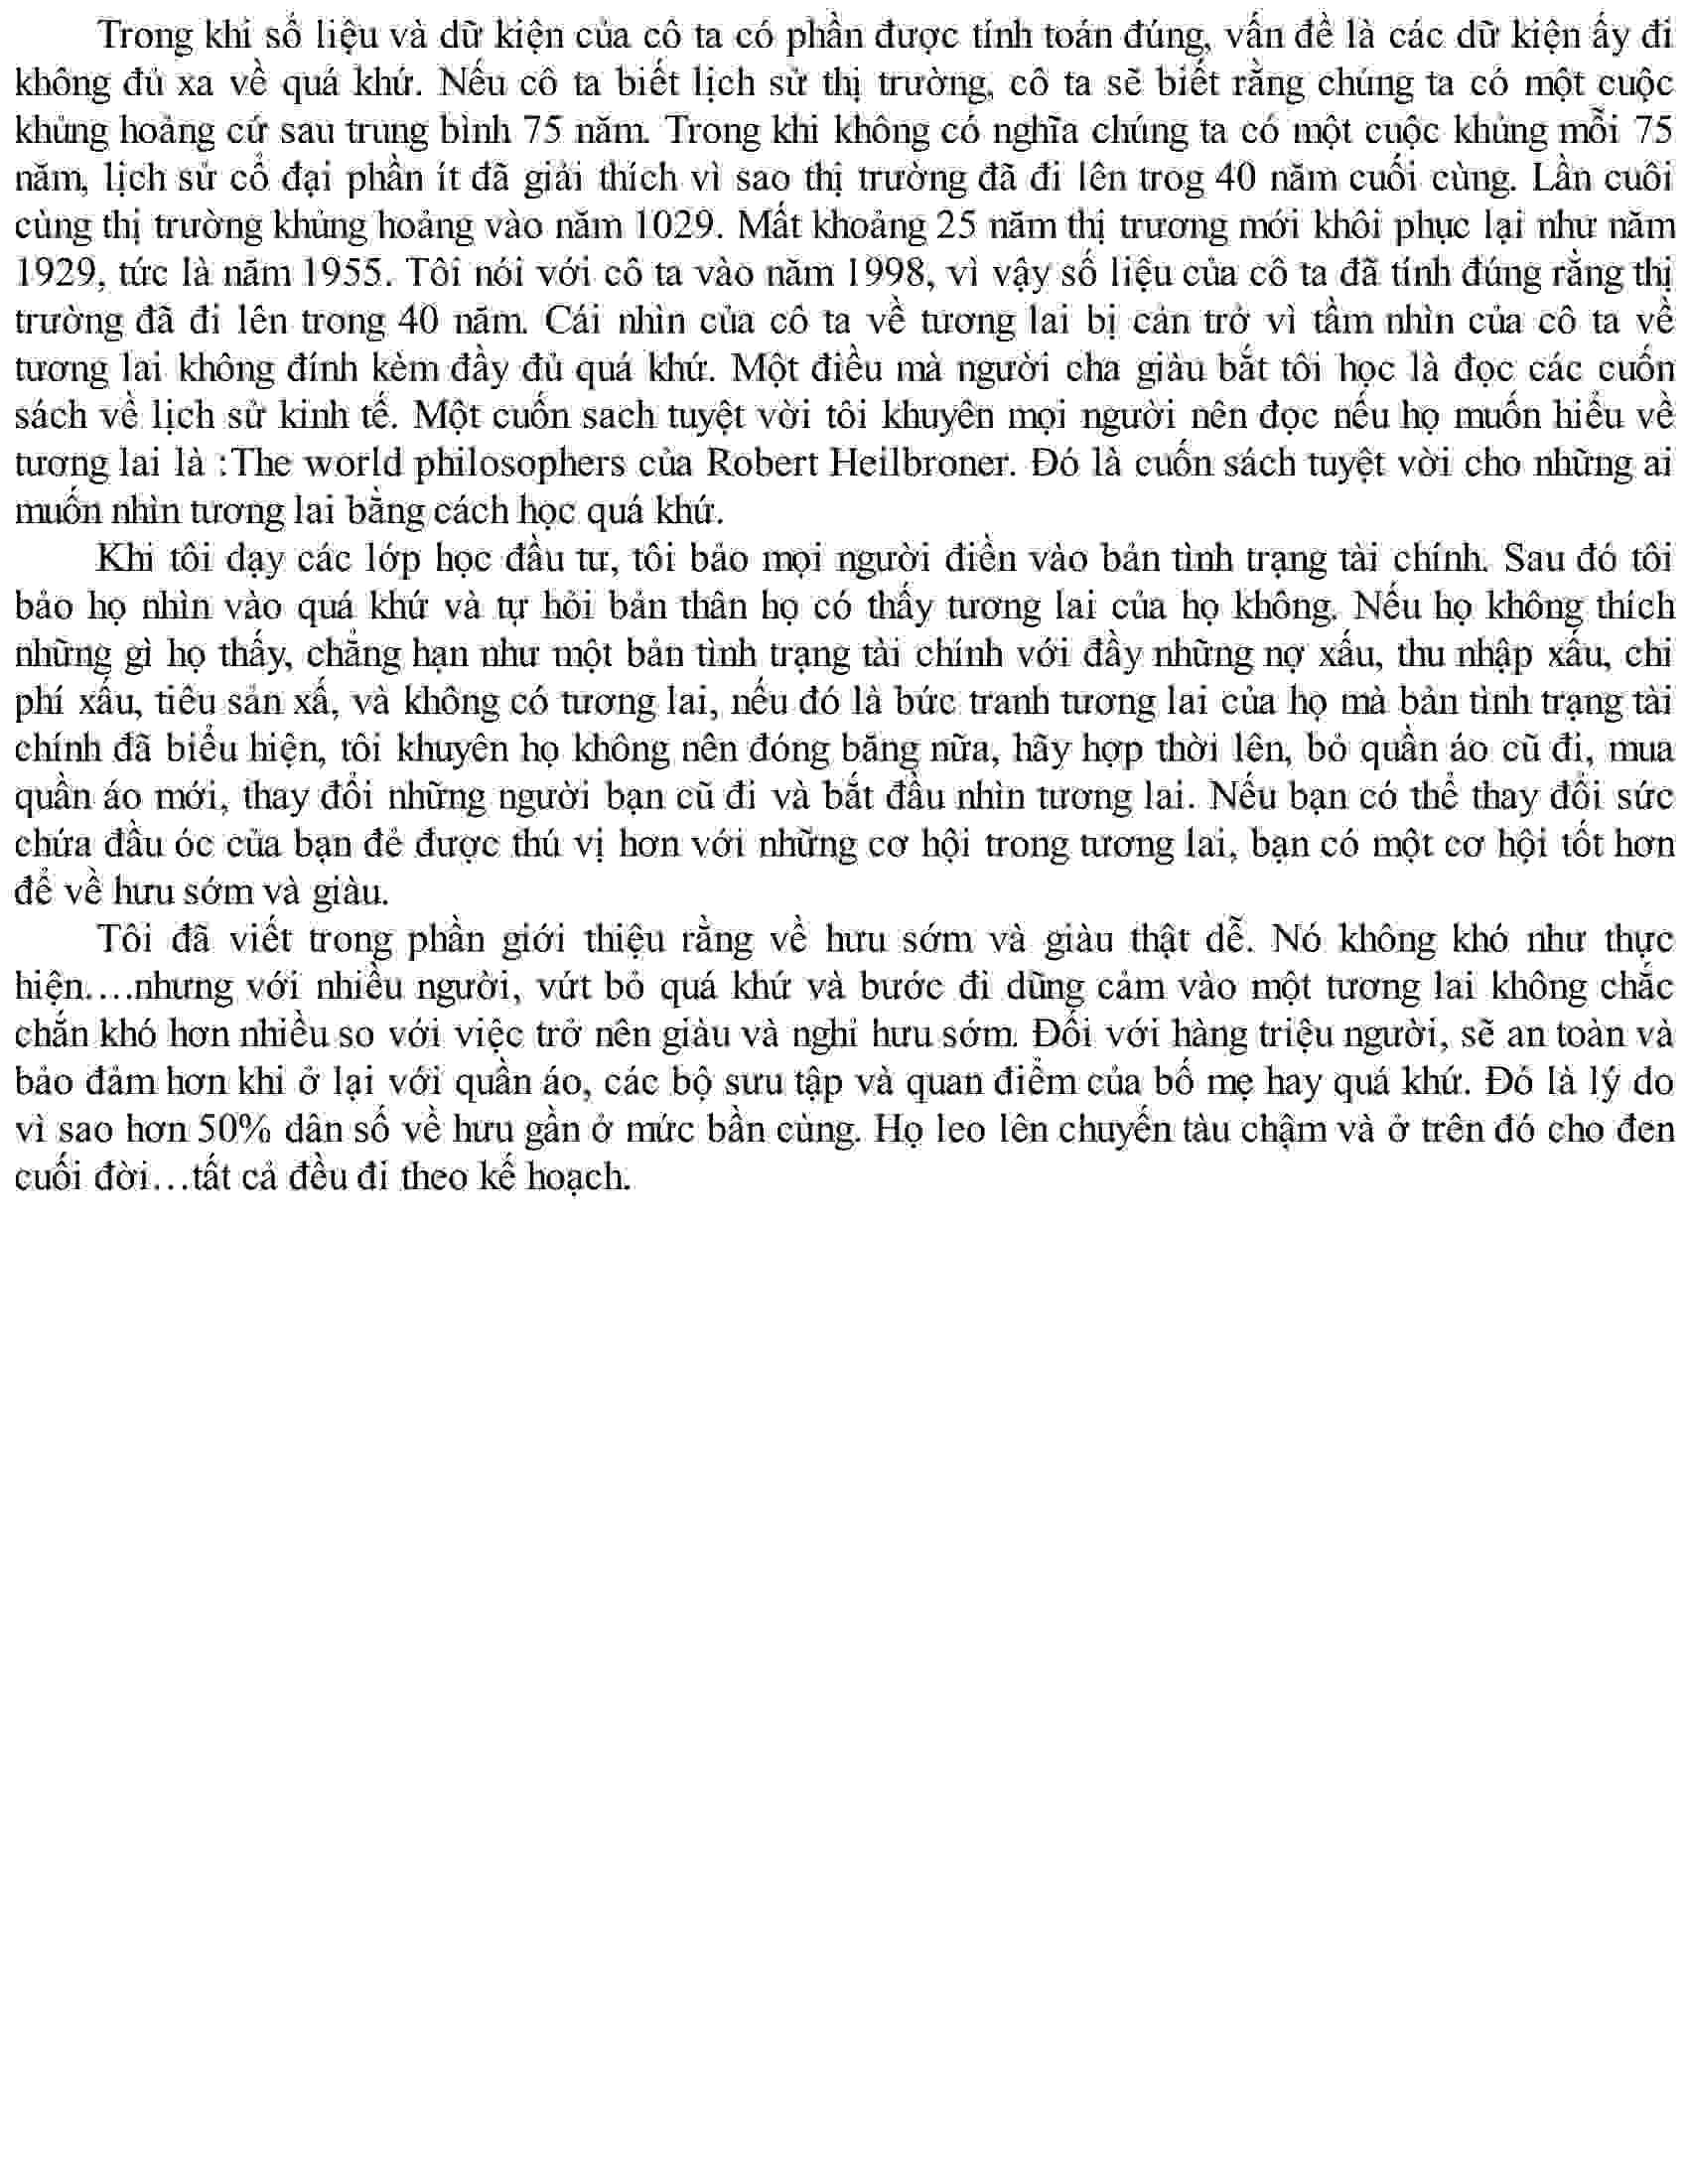 Trong khi số liệu và dữ kiện của cô ta có phần được tính toán đúng, vấn đề là các dữ kiện ấy đi
không đủ xa về quá khứ. Nếu cô ta biết lịch sử thị trường, cô ta sẽ biết rằng chúng ta có một cuộc
khủng hoảng cứ sau trung bình 75 năm. Trong khi không có nghĩa chúng ta có một cuộc khủng mỗi 75
năm, lịch sử cổ đại phần ít đã giải thích vì sao thị trường đã đi lên trog 40 năm cuối cùng. Lần cuôi
cùng thị trường khủng hoảng vào năm 1029. Mất khoảng 25 năm thị trương mới khôi phục lại như năm
1929, tức là năm 1955. Tôi nói với cô ta vào năm 1998, vì vậy số liệu của cô ta đã tính đúng rằng thị
trường đã đi lên trong 40 năm. Cái nhìn của cô ta về tương lai bị cản trở vì tầm nhìn của cô ta về
tương lai không đính kèm đầy đủ quá khứ. Một điều mà người cha giàu bắt tôi học là đọc các cuốn
sách về lịch sử kinh tế. Một cuốn sach tuyệt vời tôi khuyên mọi người nên đọc nếu họ muốn hiểu về
tương lai là :The world philosophers của Robert Heilbroner. Đó là cuốn sách tuyệt vời cho những ai
muốn nhìn tương lai bằng cách học quá khứ.
Khi tôi dạy các lớp học đầu tư, tôi bảo mọi người điền vào bản tình trạng tài chính. Sau đó tôi
bảo họ nhìn vào quá khứ và tự hỏi bản thân họ có thấy tương lai của họ không. Nếu họ không thích
những gì họ thấy, chẳng hạn như một bản tình trạng tài chính với đầy những nợ xấu, thu nhập xấu, chi
phí xấu, tiêu sản xấ, và không có tương lai, nếu đó là bức tranh tương lai của họ mà bản tình trạng tài
chính đã biểu hiện, tôi khuyên họ không nên đóng băng nữa, hãy hợp thời lên, bỏ quần áo cũ đi, mua
quần áo mới, thay đổi những người bạn cũ đi và bắt đầu nhìn tương lai. Nếu bạn có thể thay đổi sức
chứa đầu óc của bạn đẻ được thú vị hơn với những cơ hội trong tương lai, bạn có một cơ hội tốt hơn
để về hưu sớm và giàu.
Tôi đã viết trong phần giới thiệu rằng về hưu sớm và giàu thật dễ. Nó không khó như thực
hiện....nhưng với nhiều người, vứt bỏ quá khứ và bước đi dũng cảm vào một tương lai không chắc
chắn khó hơn nhiều so với việc trở nên giàu và nghỉ hưu sớm. Đối với hàng triệu người, sẽ an toàn và
bảo đảm hơn khi ở lại với quần áo, các bộ sưu tập và quan điểm của bố mẹ hay quá khứ. Đó là lý do
vì sao hơn 50% dân số về hưu gần ở mức bần cùng. Họ leo lên chuyến tàu chậm và ở trên đó cho đen
cuối đời...tất cả đều đi theo kế hoạch.